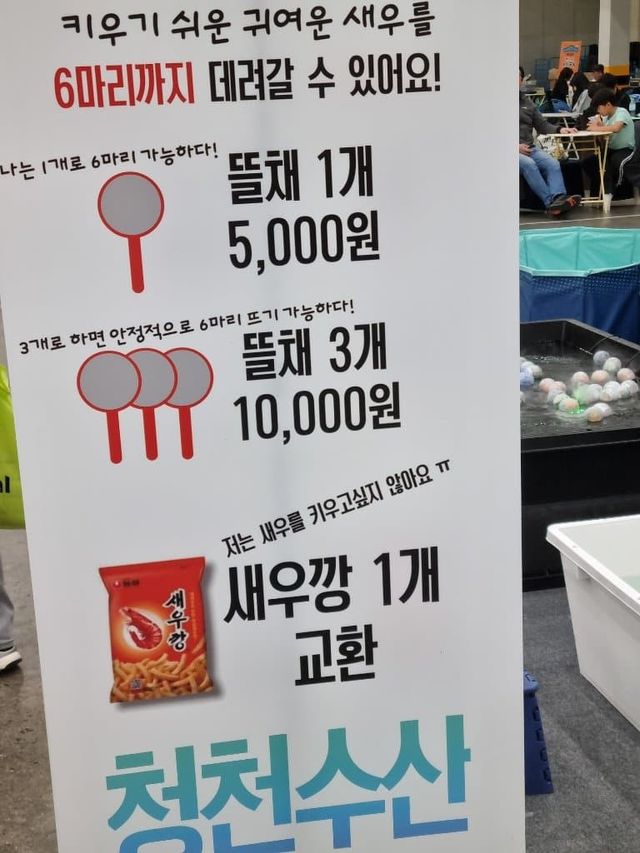 키우기 쉬운 귀여운 새우를
6마리까지 데려갈 수 있어요!
나는 1개로 6마리 가능하다!
뜰채 1개
5,000원
3개로 하면 안정적으로 6마리 뜨기 가능하다!
뜰채 3개
10,000원
저는 새우를 키우고싶지 않아요 ㅠ
새우깡 1개
교환
농심
새우깡
청천수산